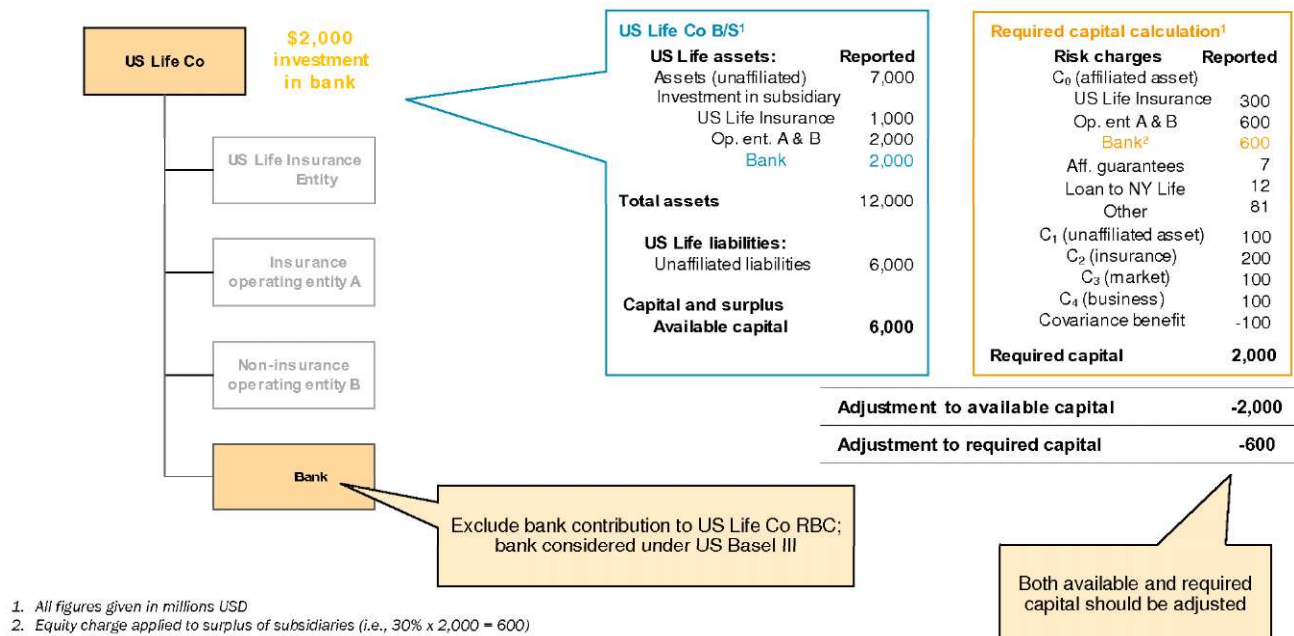 US Life Co
$2,000
investment
in bank
US Life Insurance
Entity
Insurance
operating entity A
Non-insurance
operating entity B
Bank
US Life Co B/S¹
US Life assets: Reported
Assets (unaffiliated) 7,000
Investment in subsidiary
US Life Insurance 1,000
Op. ent. A & B 2,000
Bank 2,000
Total assets 12,000
US Life liabilities:
Unaffiliated liabilities 6,000
Capital and surplus
Available capital 6,000
Required capital calculation¹
Risk charges Reported
C₀ (affiliated asset)
US Life Insurance 300
Op. ent A & B 600
Bank² 600
Aff. guarantees 7
Loan to NY Life 12
Other 81
C₁ (unaffiliated asset) 100
C₂ (insurance) 200
C₃ (market) 100
C₄ (business) 100
Covariance benefit -100
Required capital 2,000
Adjustment to available capital -2,000
Adjustment to required capital -600
Exclude bank contribution to US Life Co RBC;
bank considered under US Basel III
Both available and required
capital should be adjusted
1. All figures given in millions USD
2. Equity charge applied to surplus of subsidiaries (i.e., 30% x 2,000 = 600)